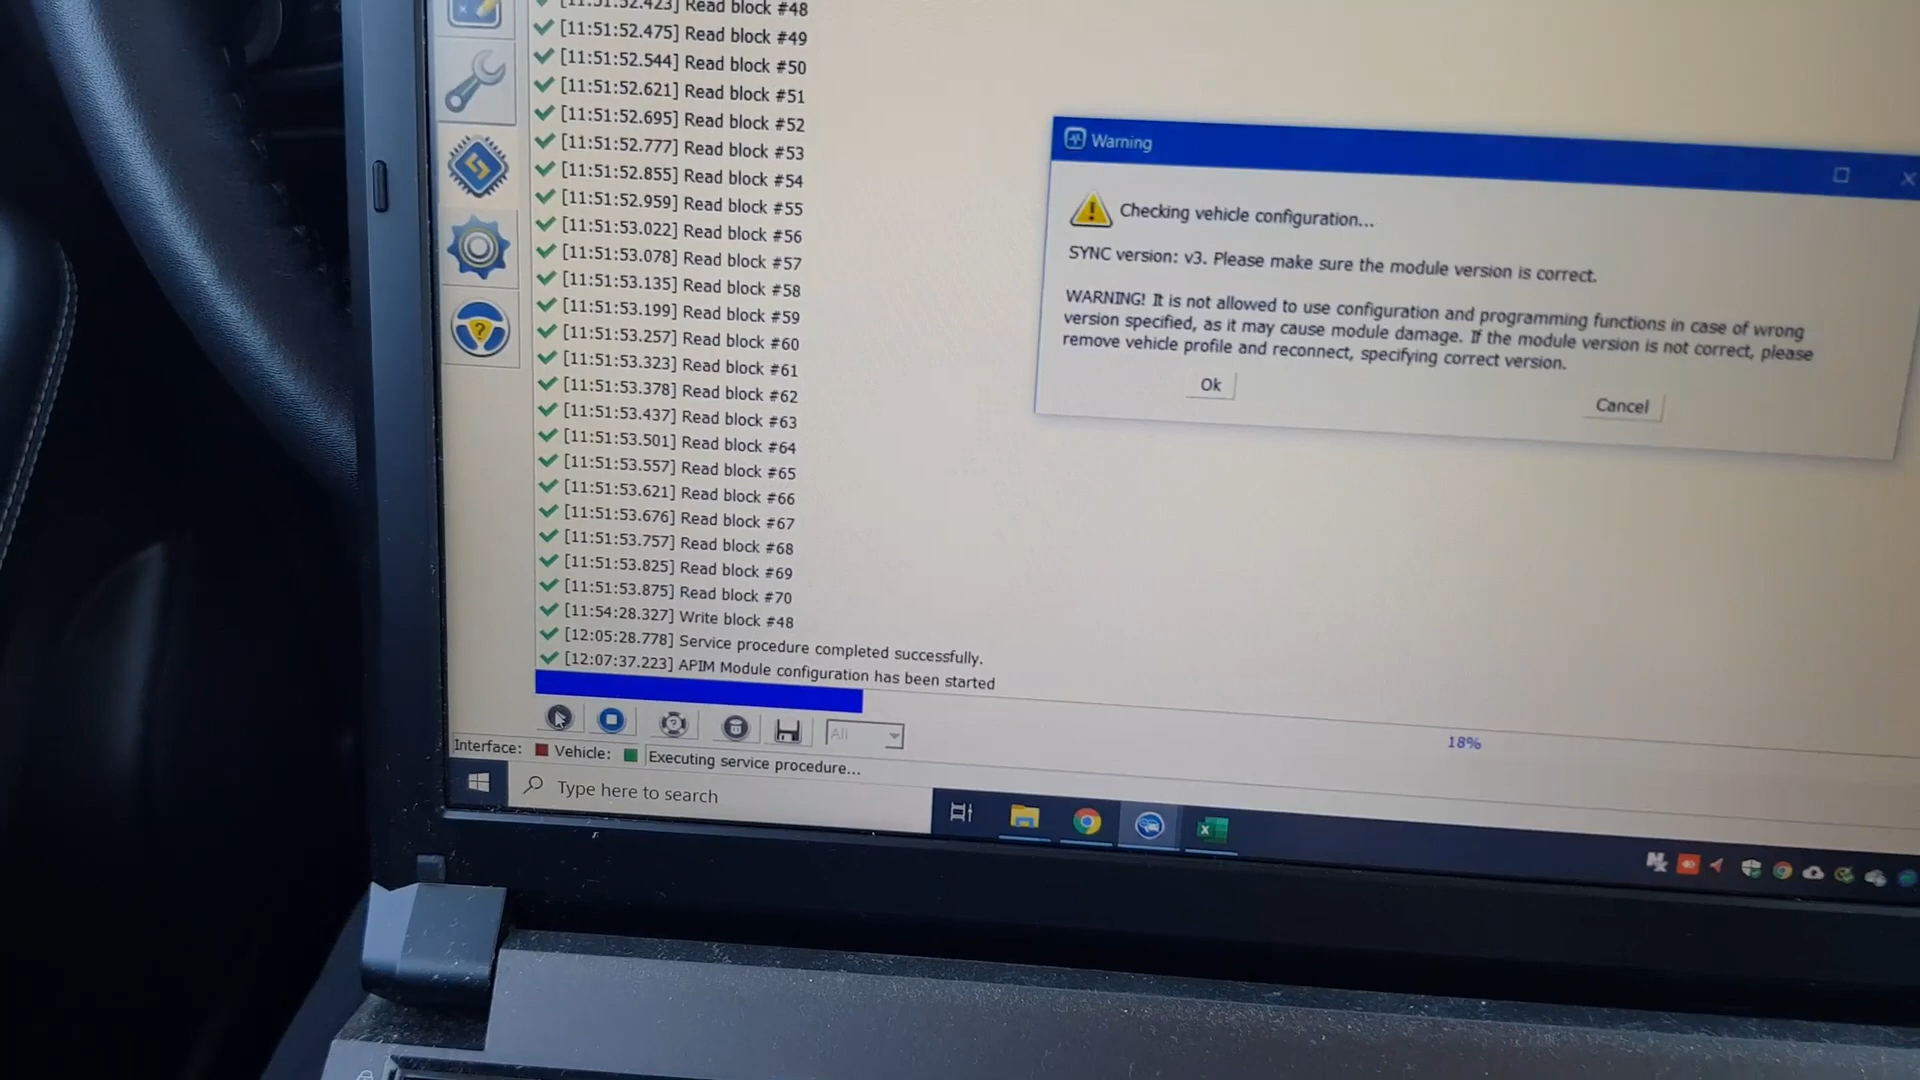 [11:51:52.423] Read block #48
[11:51:52.475] Read block #49
[11:51:52.544] Read block #50
[11:51:52.621] Read block #51
[11:51:52.695] Read block #52
[11:51:52.777] Read block #53
[11:51:52.855] Read block #54
[11:51:52.959] Read block #55
[11:51:53.022] Read block #56
[11:51:53.078] Read block #57
[11:51:53.135] Read block #58
[11:51:53.199] Read block #59
[11:51:53.257] Read block #60
[11:51:53.323] Read block #61
[11:51:53.378] Read block #62
[11:51:53.437] Read block #63
[11:51:53.501] Read block #64
[11:51:53.557] Read block #65
[11:51:53.621] Read block #66
[11:51:53.676] Read block #67
[11:51:53.757] Read block #68
[11:51:53.825] Read block #69
[11:51:53.875] Read block #70
[11:54:28.327] Write block #48
[12:05:28.778] Service procedure completed successfully.
[12:07:37.223] APIM Module configuration has been started
Warning
Checking vehicle configuration...
SYNC version: v3. Please make sure the module version is correct.
WARNING! It is not allowed to use configuration and programming functions in case of wrong
version specified, as it may cause module damage. If the module version is not correct, please
remove vehicle profile and reconnect, specifying correct version.
Ok
Cancel
All
18%
Interface: Vehicle: Executing service procedure...
Type here to search